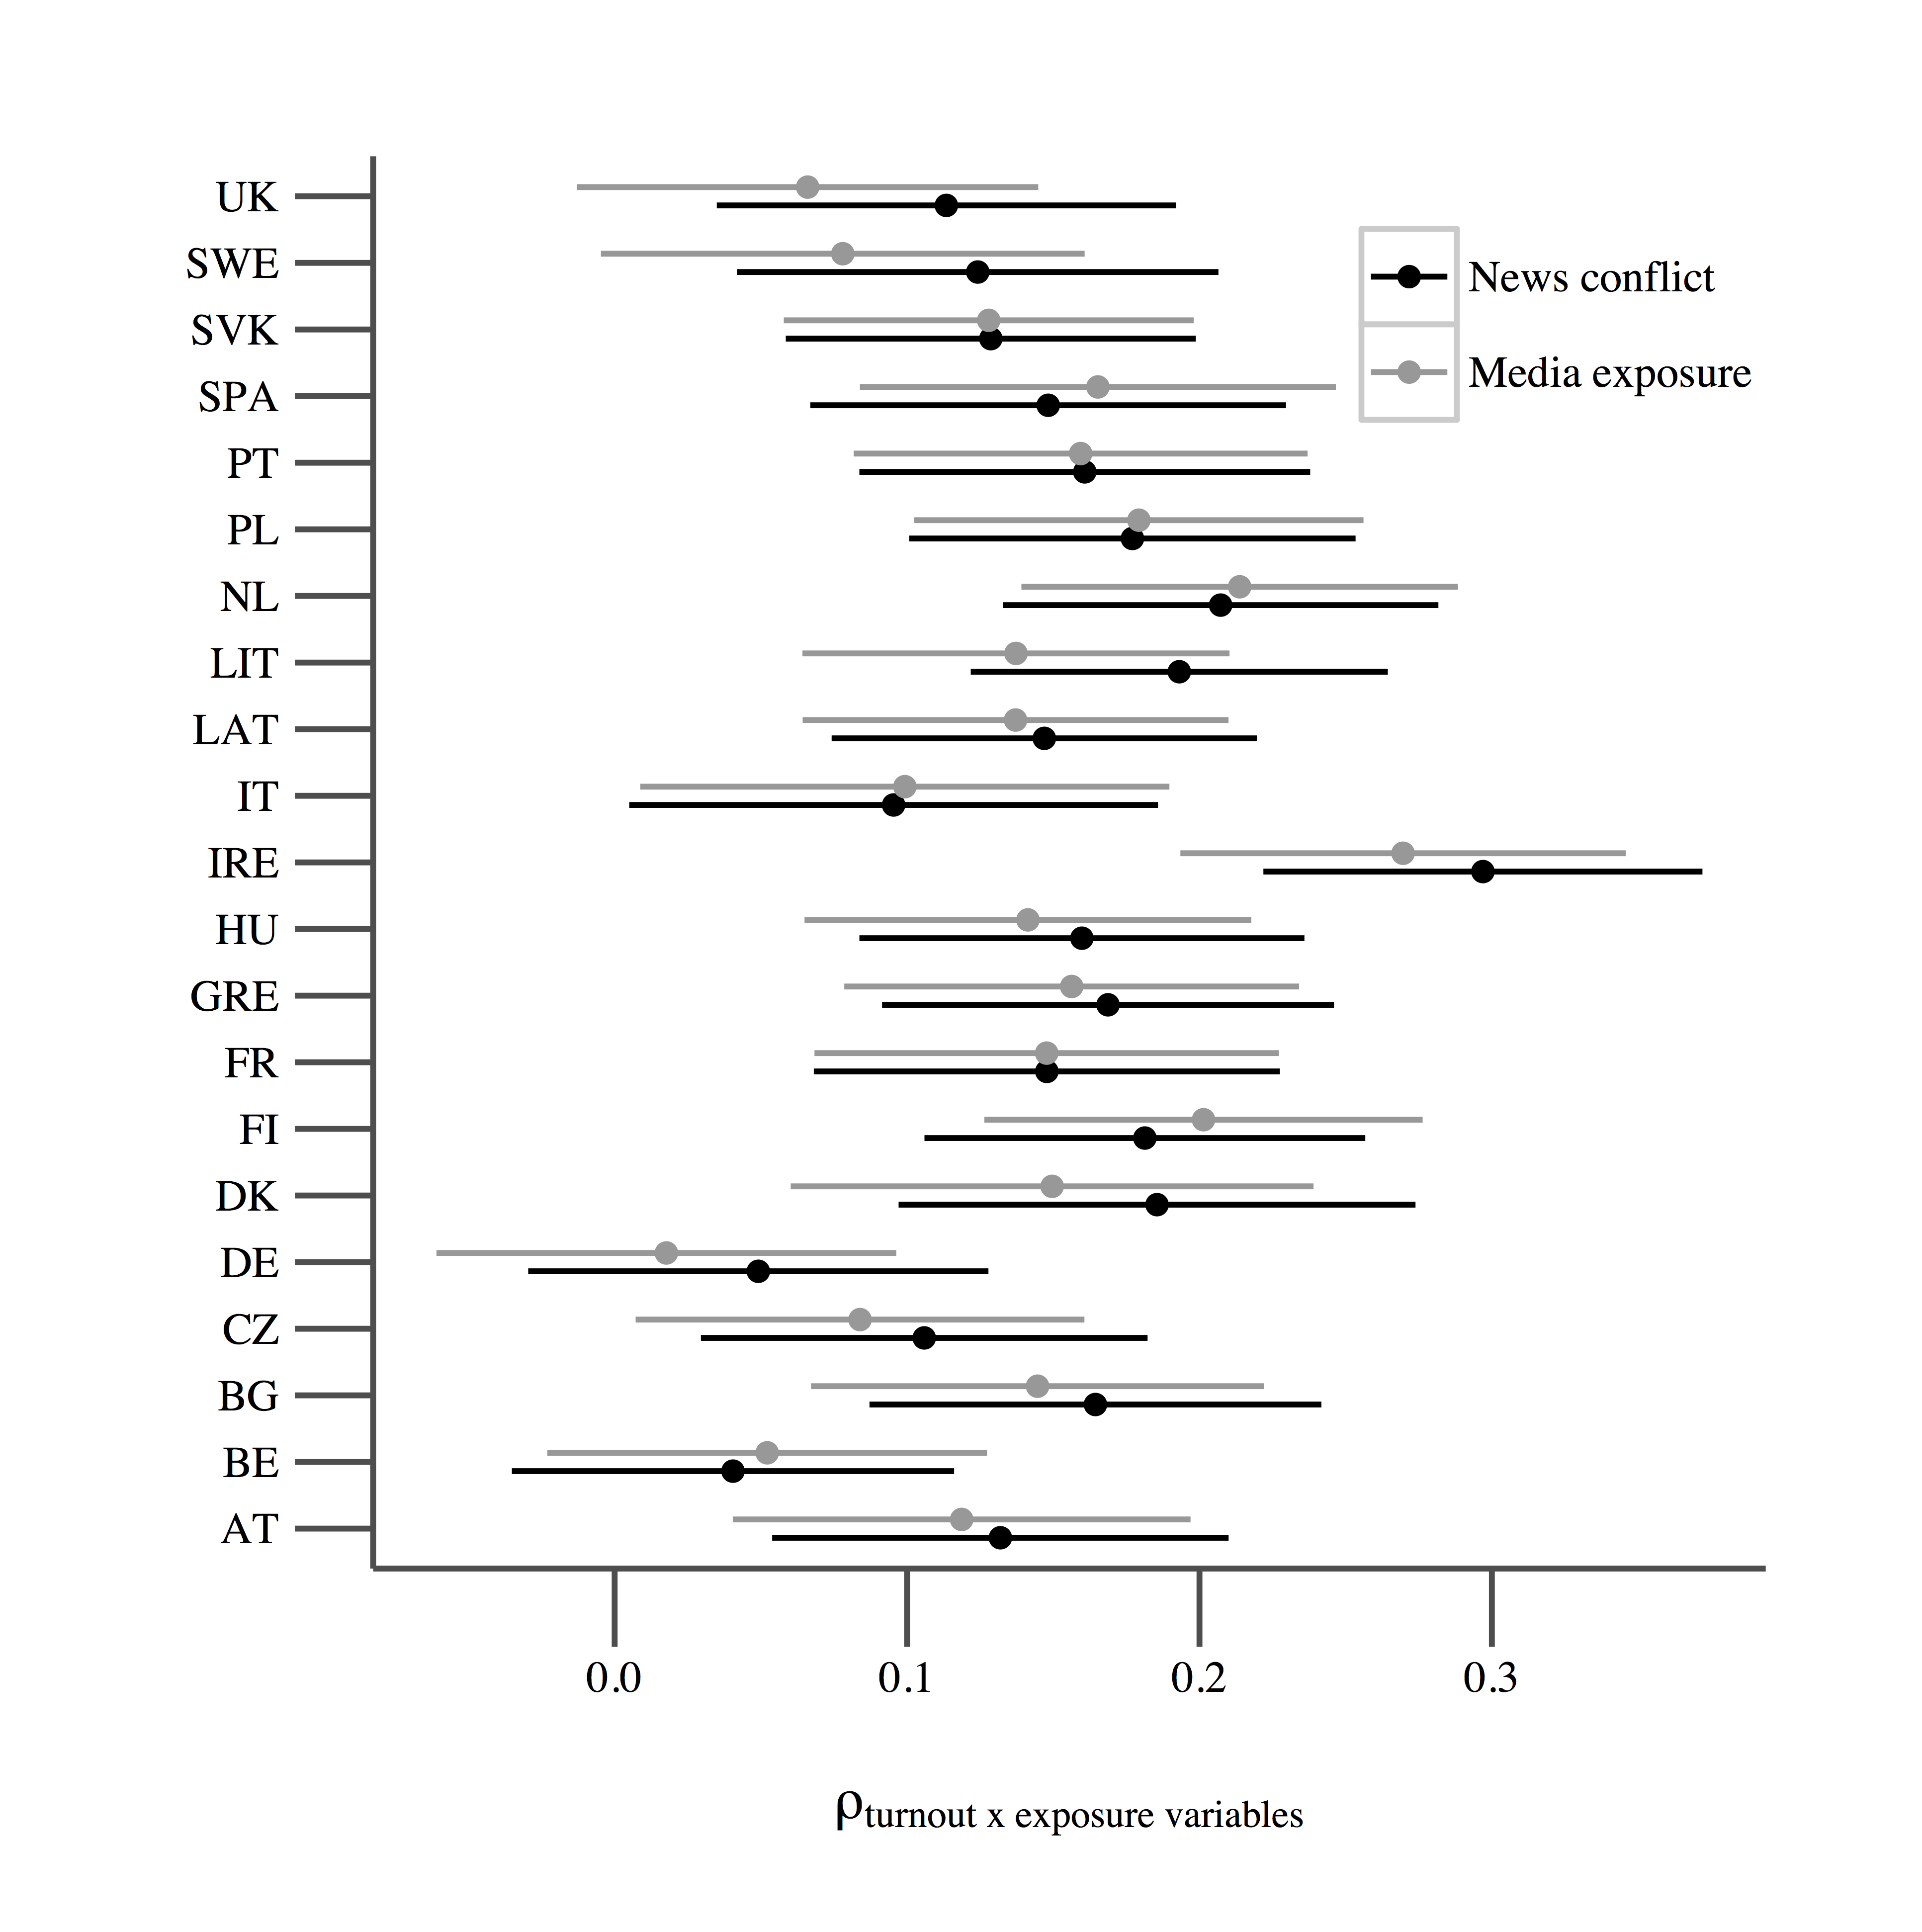 UK
SWE
SVK
SPA
PT
PL
NL
LIT
LAT
IT
IRE
HU
GRE
FR
FI
DK
DE
CZ
BG
BE
AT
News conflict
Media exposure
0.0 0.1 0.2 0.3
ρturnout x exposure variables